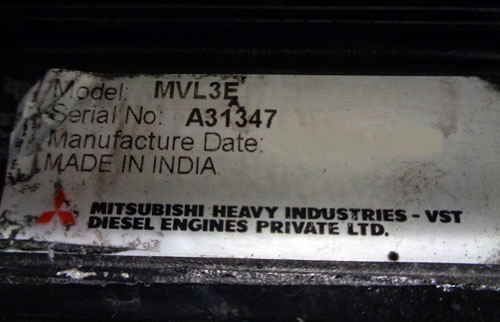 Model: MVL3E
Serial No: A31347
Manufacture Date:
MADE IN INDIA
MITSUBISHI HEAVY INDUSTRIES - VST
DIESEL ENGINES PRIVATE LTD.